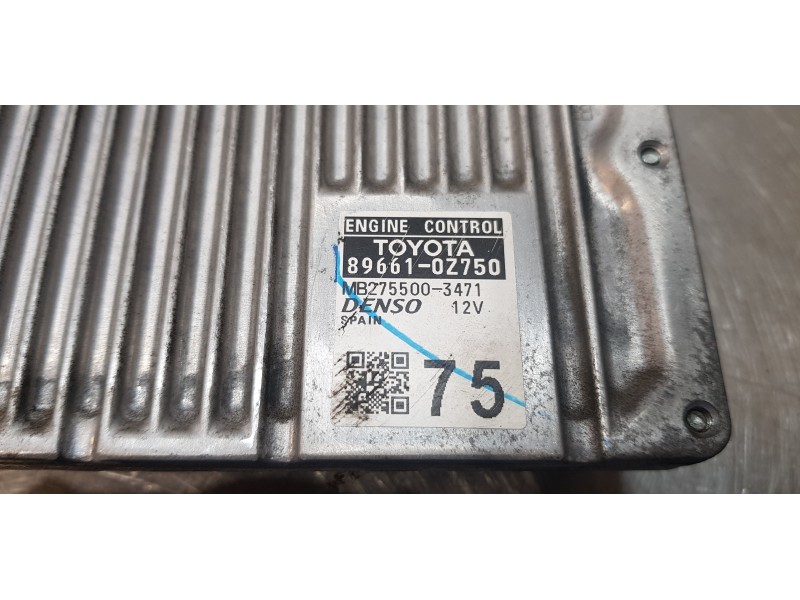 ENGINE CONTROL
TOYOTA
89661-0Z750
MB275500-3471
DENSO 12V
SPAIN
75